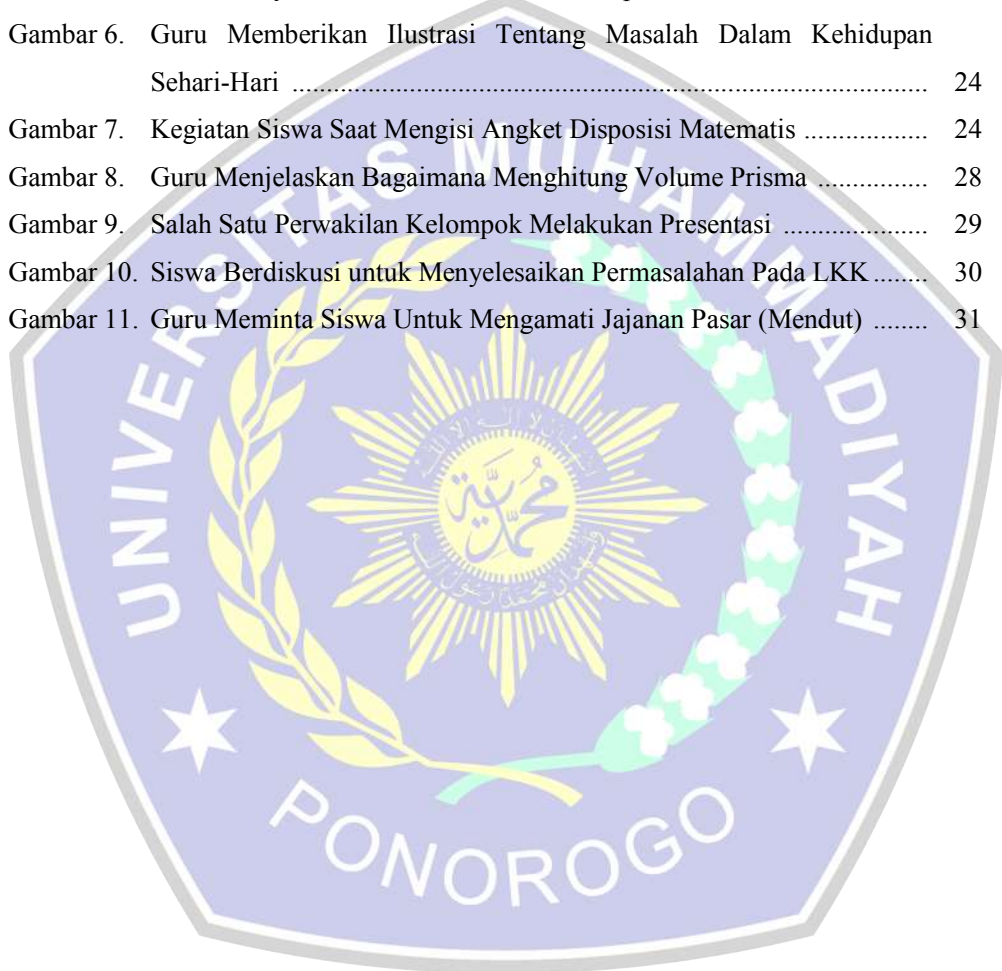 Gambar 6. Guru Memberikan Ilustrasi Tentang Masalah Dalam Kehidupan
Sehari-Hari ................................................................................ 24
Gambar 7. Kegiatan Siswa Saat Mengisi Angket Disposisi Matematis .................. 24
Gambar 8. Guru Menjelaskan Bagaimana Menghitung Volume Prisma ................ 28
Gambar 9. Salah Satu Perwakilan Kelompok Melakukan Presentasi .................... 29
Gambar 10. Siswa Berdiskusi untuk Menyelesaikan Permasalahan Pada LKK ........ 30
Gambar 11. Guru Meminta Siswa Untuk Mengamati Jajanan Pasar (Mendut) ........ 31
UNIVERSITAS MUHAMMADIYAH
محمدية
PONOROGO